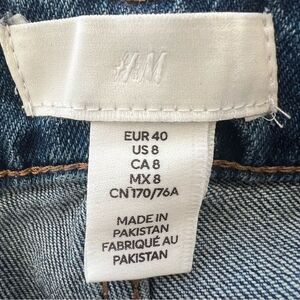 H&M
EUR 40
US 8
CA 8
MX 8
CN 170/76A
MADE IN
PAKISTAN
FABRIQUÉ AU
PAKISTAN